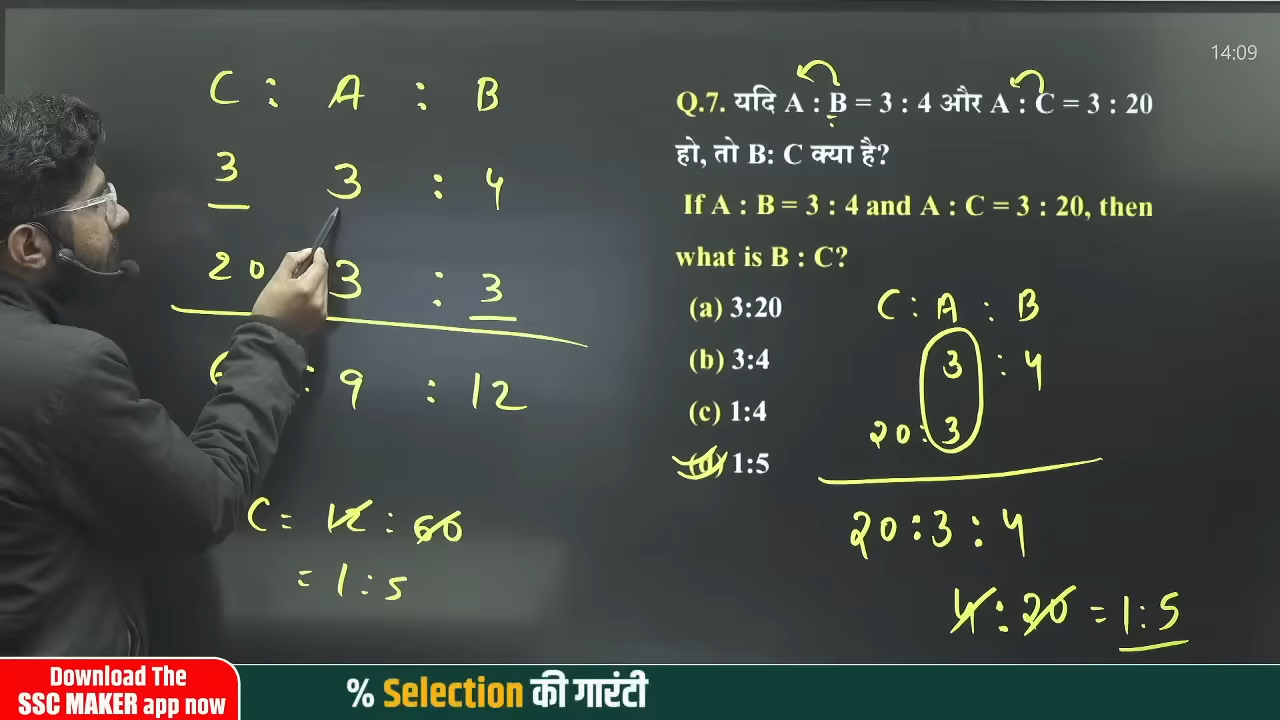 14:09
C : A : B
3 3 : 4
20 3 : 3
: 9 : 12
C = 12 : 60
= 1 : 5
Q.7. यदि A : B = 3 : 4 और A : C = 3 : 20
हो, तो B: C क्या है?
If A : B = 3 : 4 and A : C = 3 : 20, then
what is B : C?
(a) 3:20
(b) 3:4
(c) 1:4
(d) 1:5
C : A : B
3 : 4
20 : 3
20 : 3 : 4
4 : 20 = 1 : 5
Download The
SSC MAKER app now
% Selection की गारंटी